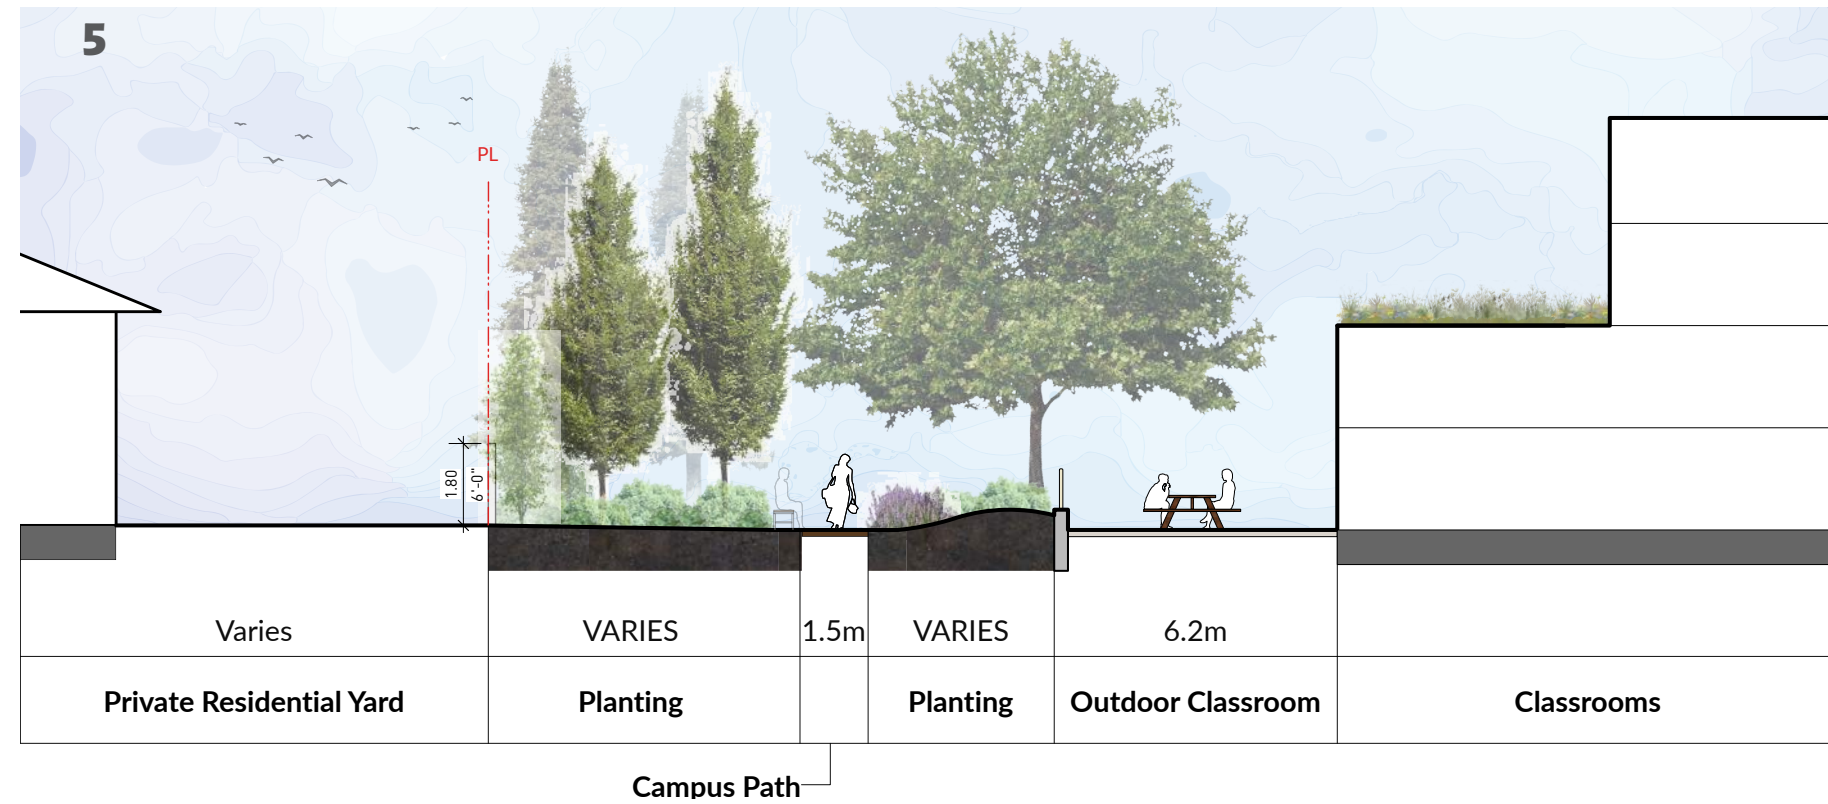 5
PL
1.80
6'-0"
Varies
VARIES
1.5m
VARIES
6.2m
Private Residential Yard
Planting
Planting
Outdoor Classroom
Classrooms
Campus Path